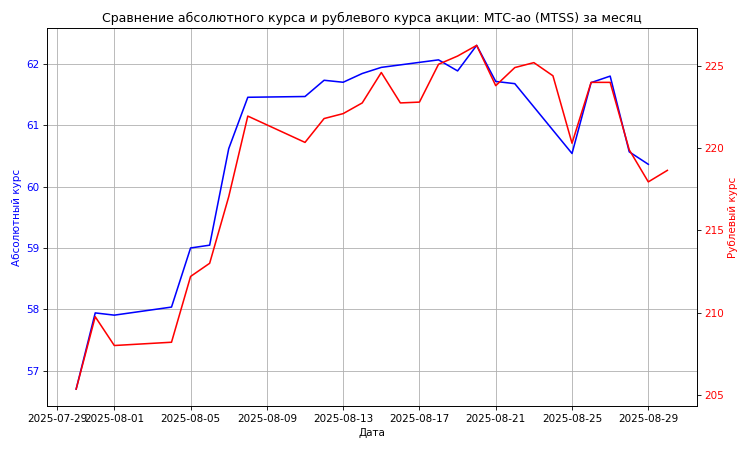 Сравнение абсолютного курса и рублевого курса акции: МТС-ао (MTSS) за месяц
62
61
60
59
58
57
Абсолютный курс
225
220
215
210
205
Рублевый курс
2025-07-29 2025-08-01 2025-08-05 2025-08-09 2025-08-13 2025-08-17 2025-08-21 2025-08-25 2025-08-29
Дата